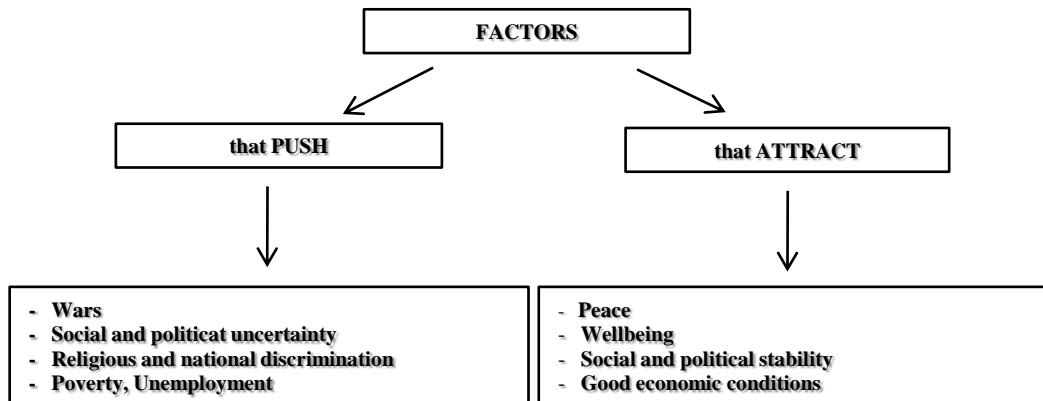 FACTORS
that PUSH
that ATTRACT
- Wars
- Social and politicat uncertainty
- Religious and national discrimination
- Poverty, Unemployment
- Peace
- Wellbeing
- Social and political stability
- Good economic conditions